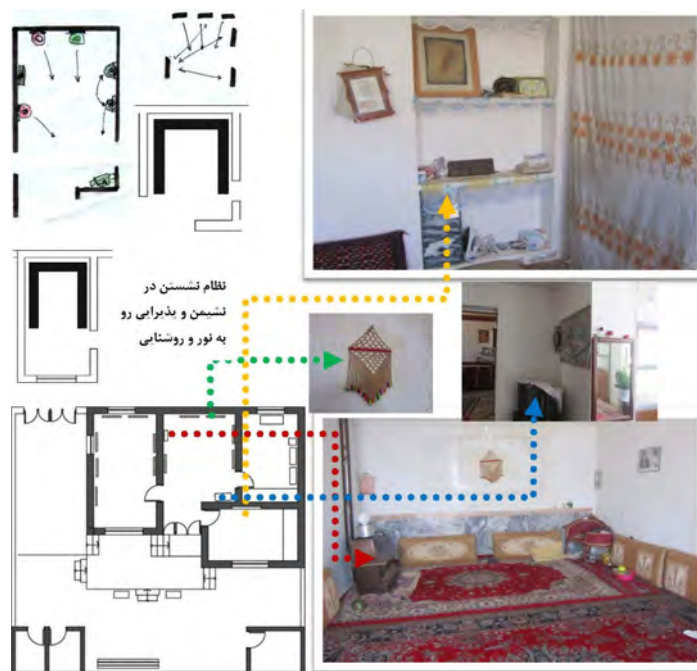 نظام نشستن در
نشیمن و پذیرایی رو
به نور و روشنایی